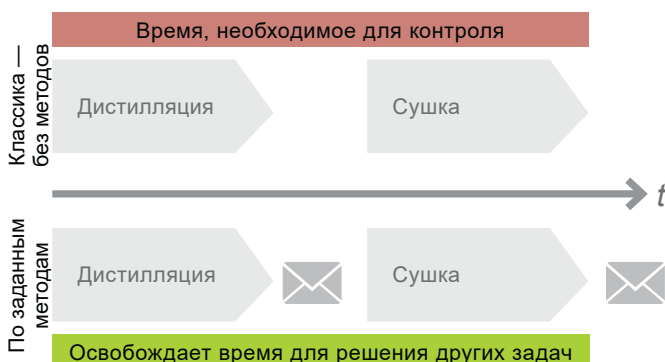 Время, необходимое для контроля
Классика —
без методов
Дистилляция
Сушка
t
По заданным
методам
Дистилляция
Сушка
Освобождает время для решения других задач